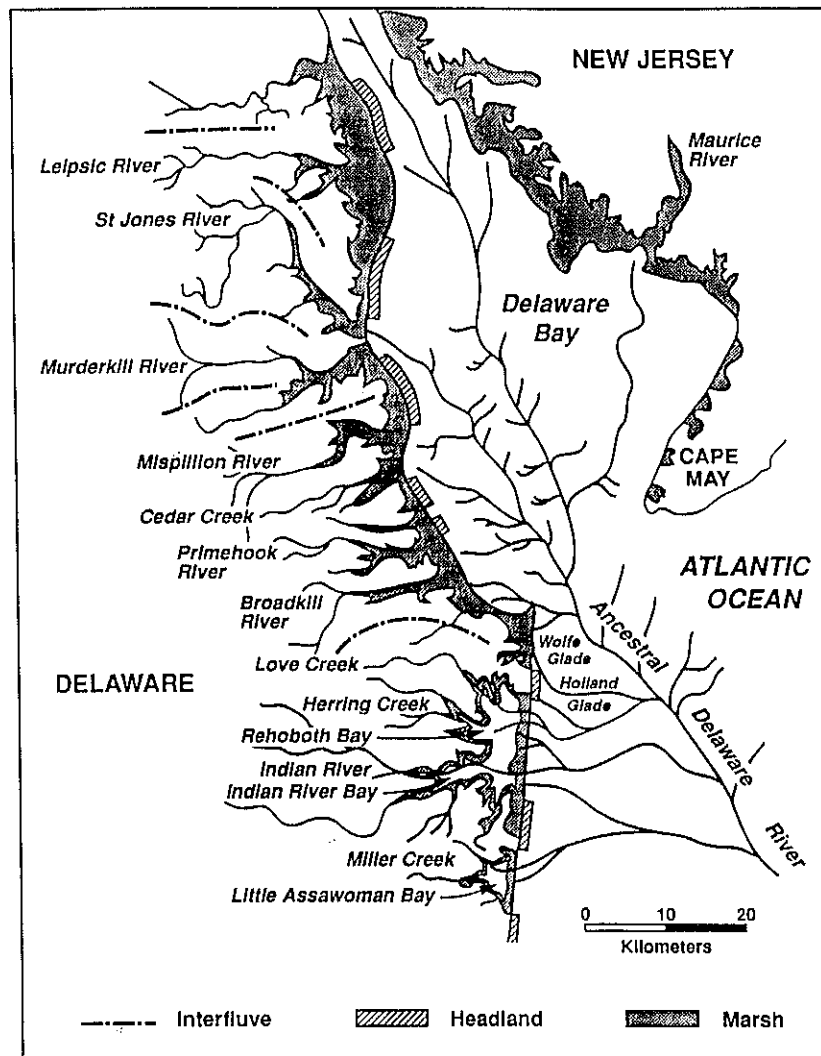 NEW JERSEY
Maurice
River
Leipsic River
St Jones River
Delaware
Bay
Murderkill River
CAPE
MAY
Mispillion River
Cedar Creek
Primehook
River
ATLANTIC
OCEAN
Broadkill
River
Ancestral
Delaware
River
Wolfe
Glade
Love Creek
DELAWARE
Holland
Glade
Herring Creek
Rehoboth Bay
Indian River
Indian River Bay
Miller Creek
Little Assawoman Bay
0 10 20
Kilometers
Interfluve
Headland
Marsh